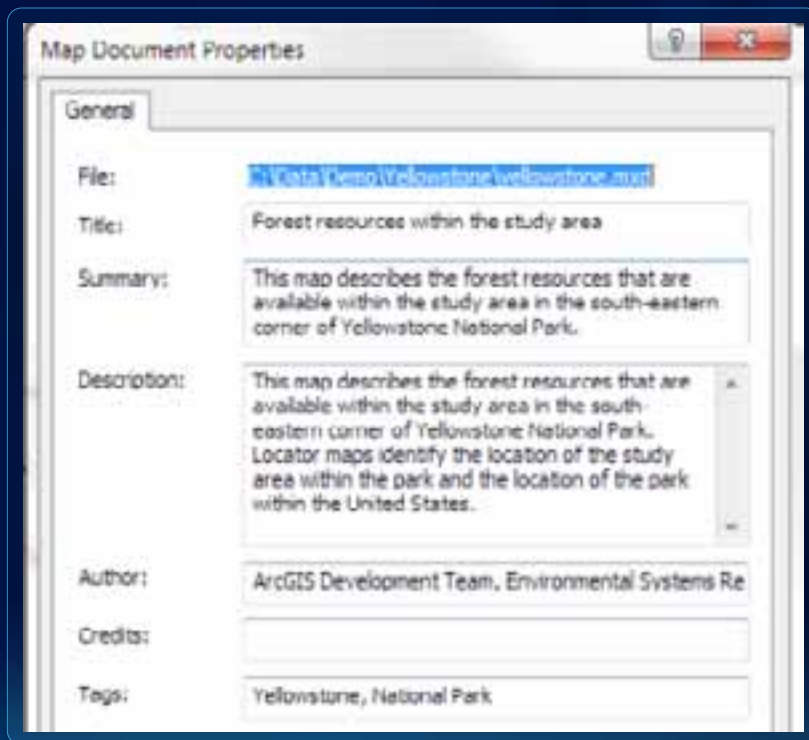 Map Document Properties
General
File: C:\Data\Demo\Yellowstone\yellowstone.mxd
Title: Forest resources within the study area
Summary: This map describes the forest resources that are
available within the study area in the south-eastern
corner of Yellowstone National Park.
Description: This map describes the forest resources that are
available within the study area in the south-
eastern corner of Yellowstone National Park.
Locator maps identify the location of the study
area within the park and the location of the park
within the United States.
Author: ArcGIS Development Team, Environmental Systems Re
Credits:
Tags: Yellowstone, National Park